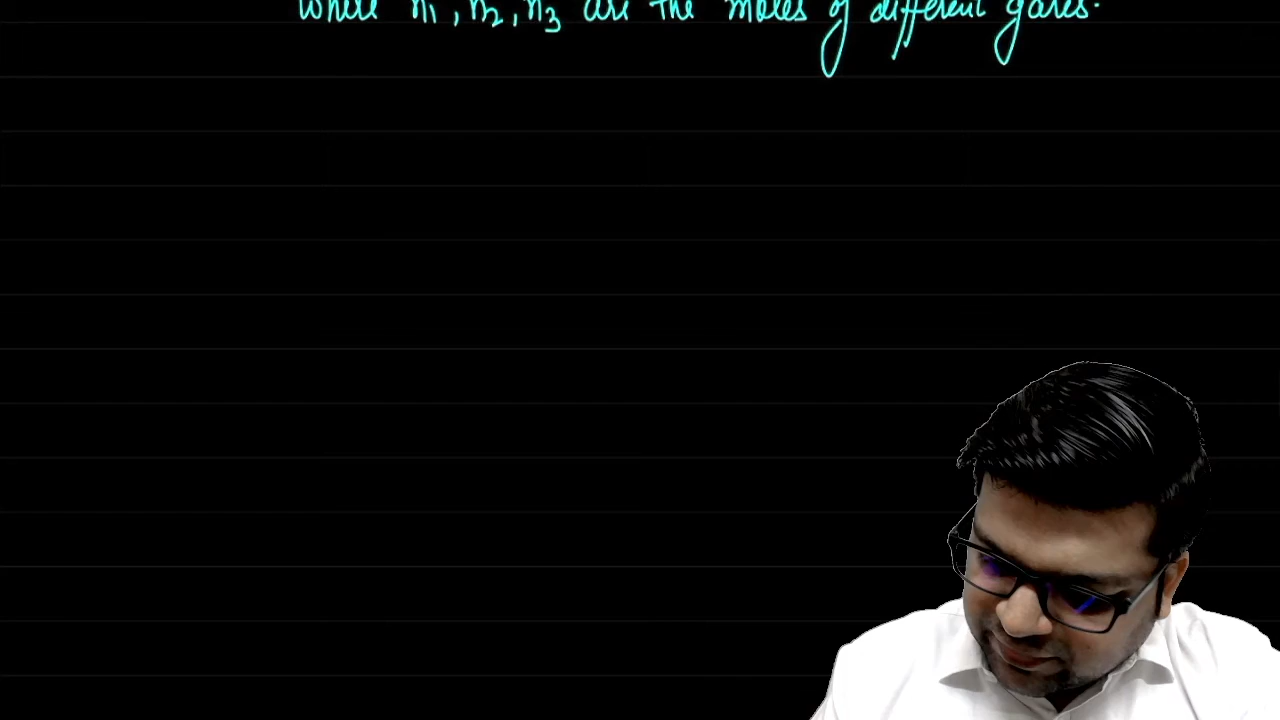 where n₁, n₂, n₃ are the moles of different gases.